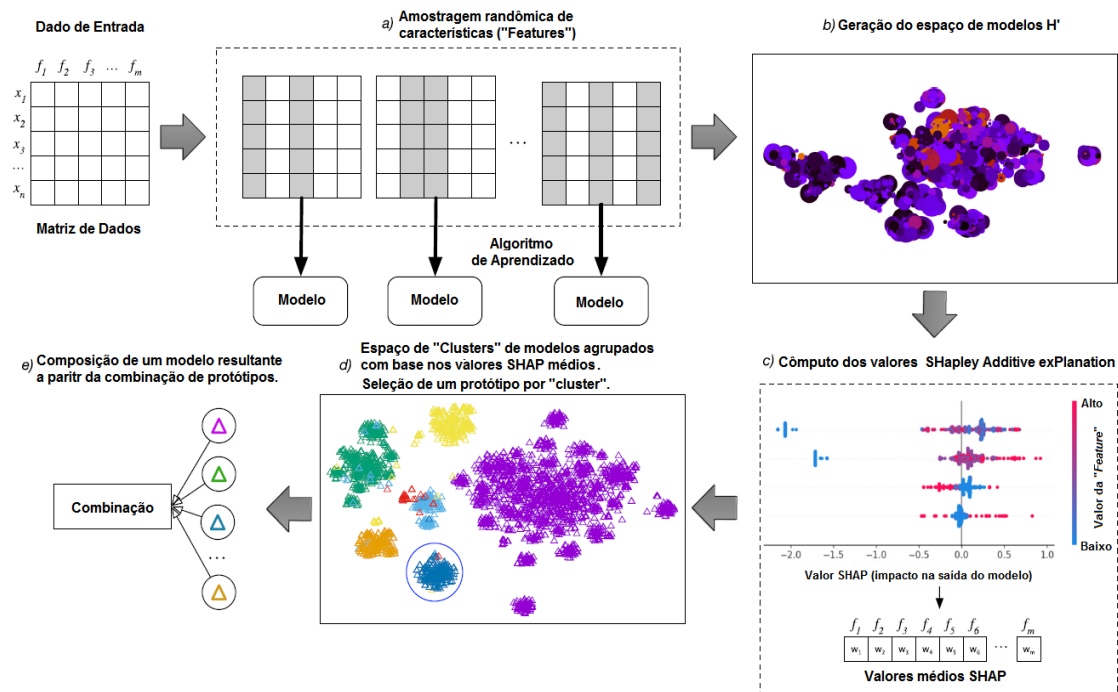 Dado de Entrada
f1 f2 f3 ... fm
x1
x2
x3
...
xn
Matriz de Dados
a) Amostragem randômica de
características ("Features")
...
Algoritmo
de Aprendizado
Modelo
Modelo
Modelo
b) Geração do espaço de modelos H'
c) Cômputo dos valores SHapley Additive exPlanation
Alto
Valor da "Feature"
Baixo
-2.0 -1.5 -1.0 -0.5 0.0 0.5 1.0
Valor SHAP (impacto na saída do modelo)
f1 f2 f3 f4 f5 f6 fm
w1 w2 w3 w4 w5 w6 ... wm
Valores médios SHAP
d) Espaço de "Clusters" de modelos agrupados
com base nos valores SHAP médios.
Seleção de um protótipo por "cluster".
e) Composição de um modelo resultante
a paritr da combinação de protótipos.
Combinação
...